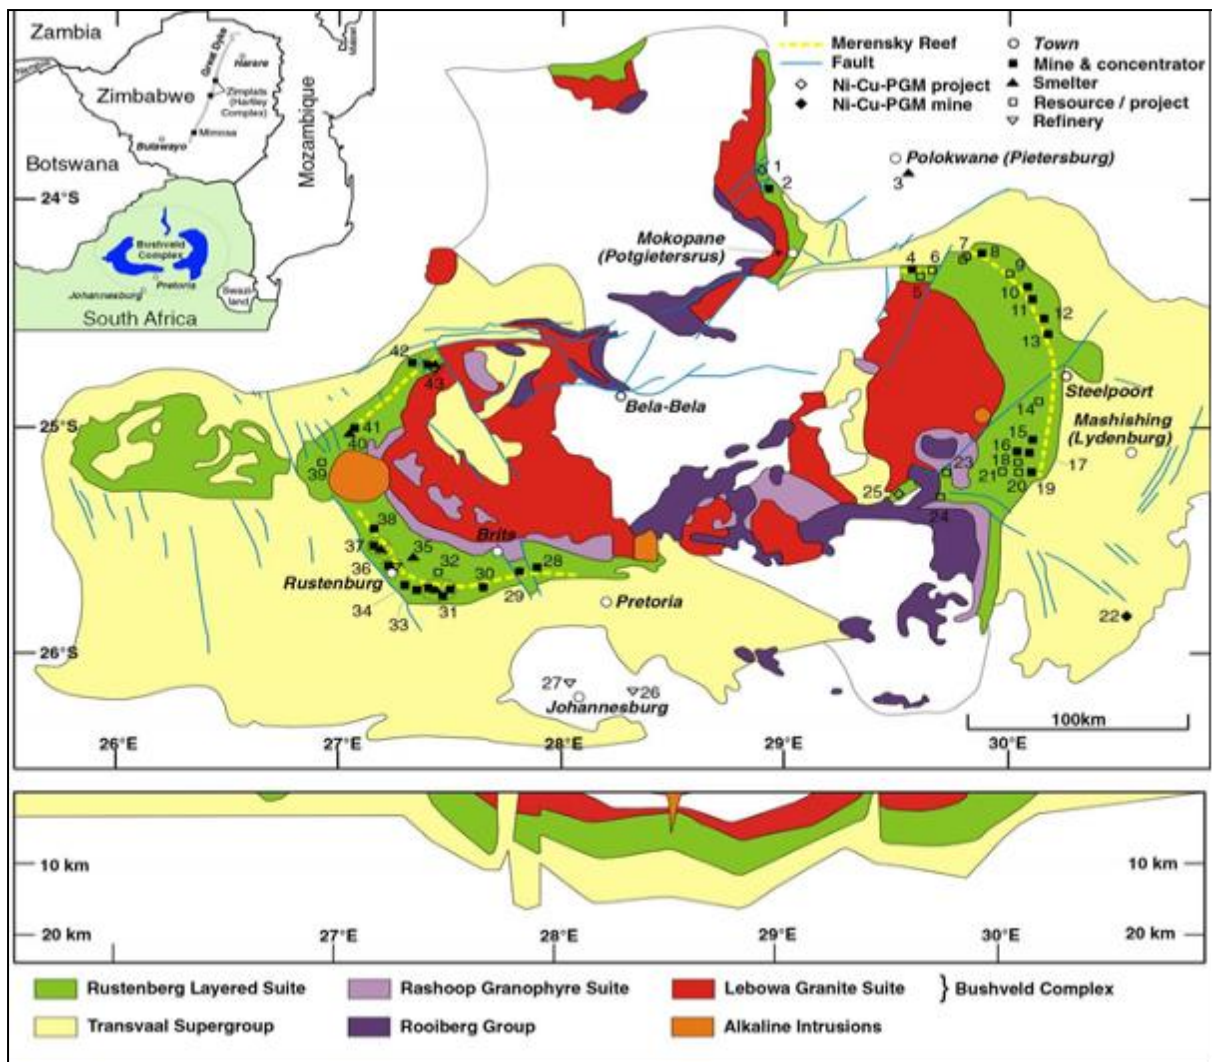 Zambia
Namibia
Zimbabwe
Great Dyke
Harare
Zimplats
(Hartley
Complex)
Mimosa
Bulawayo
Botswana
Mozambique
Malawi
24°S
Bushveld
Complex
Johannesburg
Pretoria
Swazi-
land
South Africa
Merensky Reef
Fault
Ni-Cu-PGM project
Ni-Cu-PGM mine
Town
Mine & concentrator
Smelter
Resource / project
Refinery
Polokwane (Pietersburg)
3
1
2
Mokopane
(Potgietersrus)
4
5
6
7
8
9
10
11
12
13
Steelpoort
14
Mashishing
(Lydenburg)
15
16
17
18
19
20
21
23
24
25
22
25°S
42
43
41
40
39
Bela-Bela
38
37
36
35
Brits
32
Rustenburg
34
33
31
30
29
28
Pretoria
26°S
27
26
Johannesburg
100km
26°E
27°E
28°E
29°E
30°E
10 km
10 km
20 km
20 km
27°E
28°E
29°E
30°E
Rustenberg Layered Suite
Rashoop Granophyre Suite
Lebowa Granite Suite
} Bushveld Complex
Transvaal Supergroup
Rooiberg Group
Alkaline Intrusions